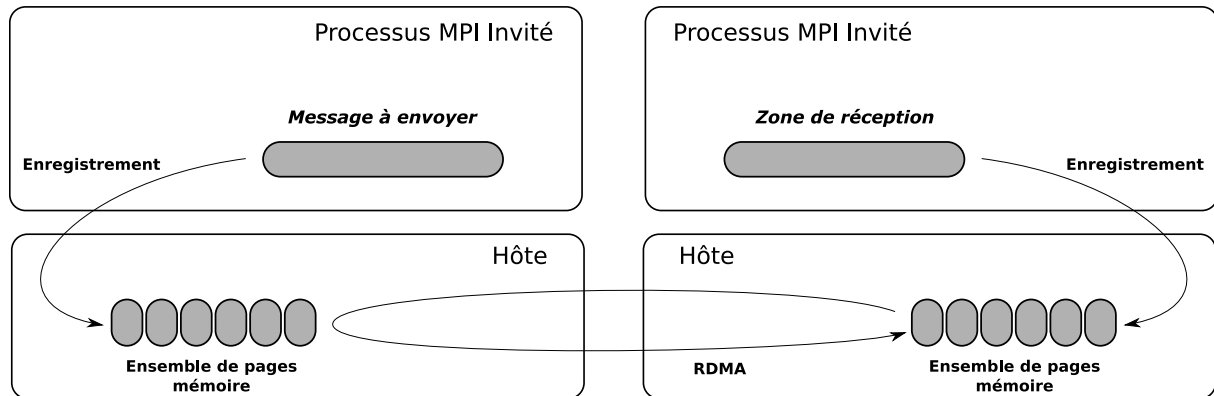 Processus MPI Invité
Message à envoyer
Enregistrement
Processus MPI Invité
Zone de réception
Enregistrement
Hôte
Ensemble de pages
mémoire
Hôte
RDMA
Ensemble de pages
mémoire